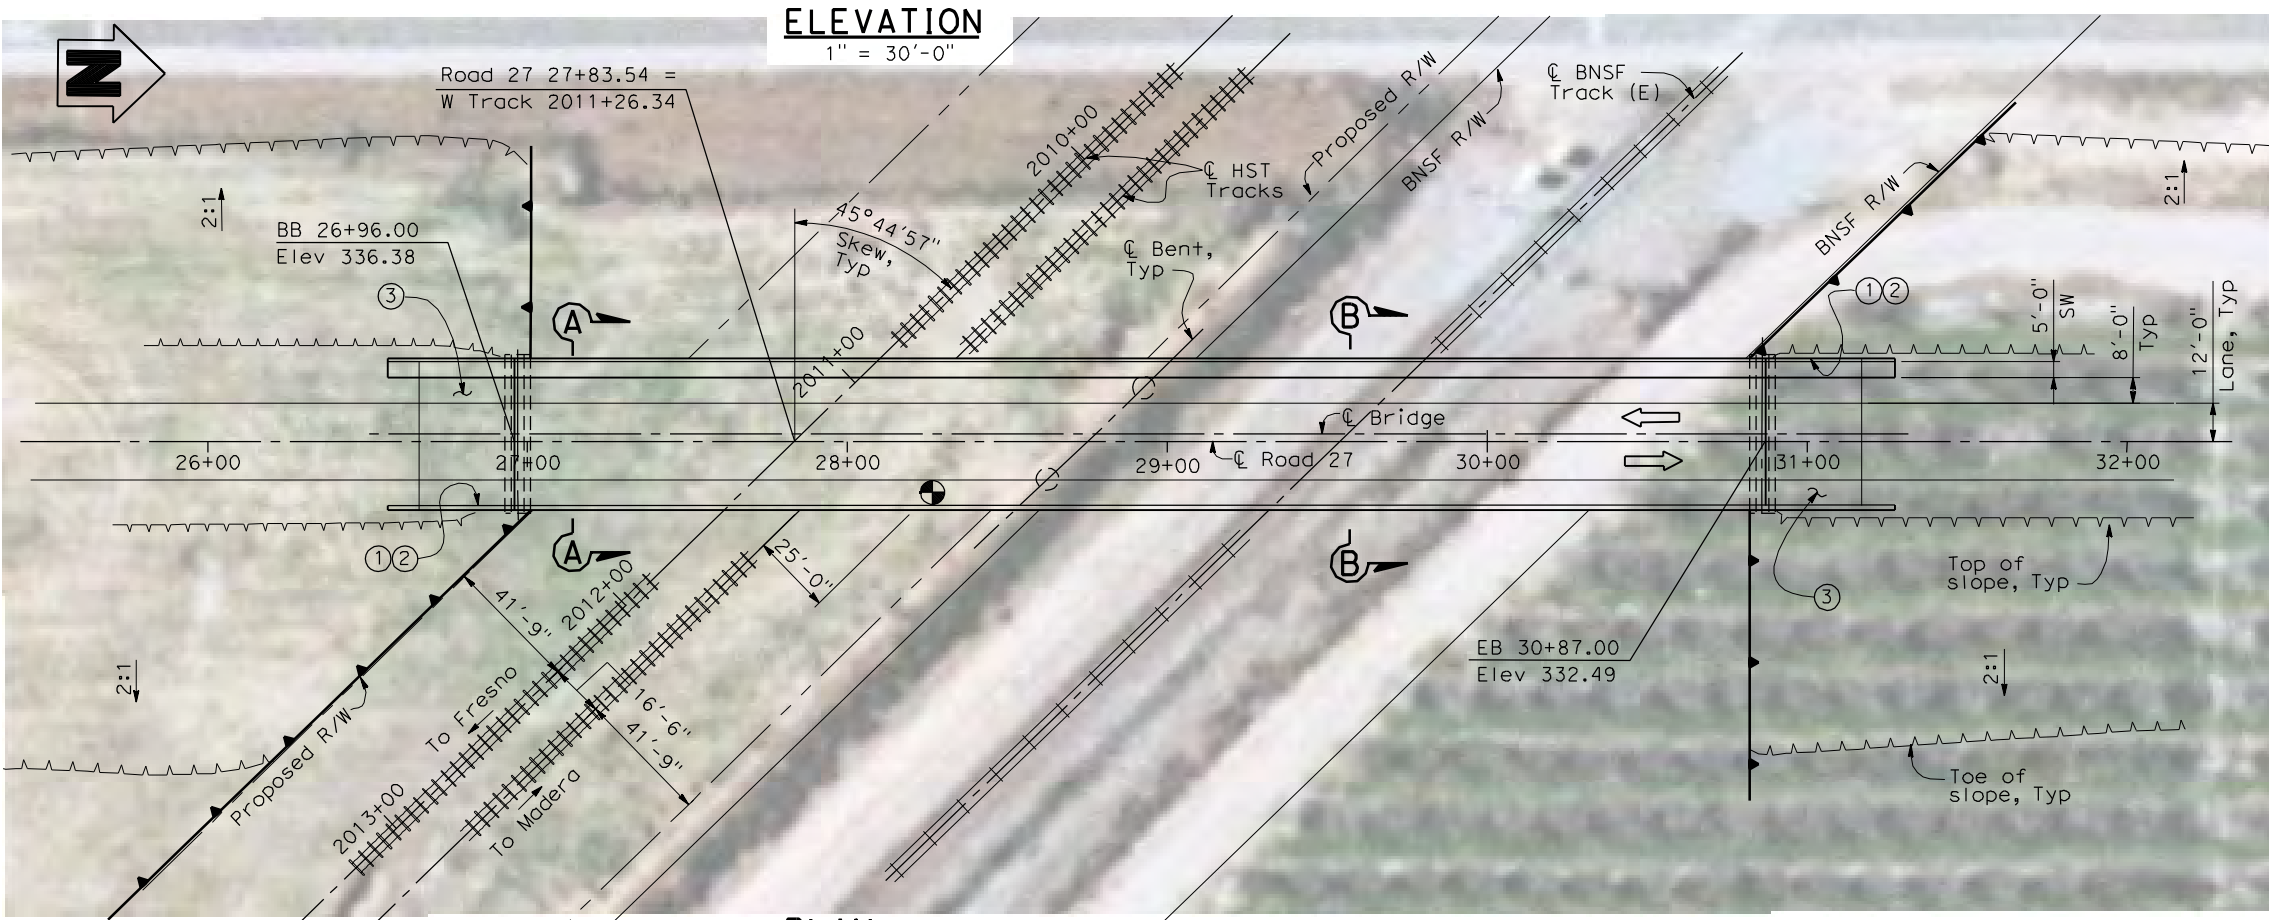 ELEVATION
1" = 30'-0"
N
Road 27 27+83.54 =
W Track 2011+26.34
BB 26+96.00
Elev 336.38
2:1
3
A
45°44'57"
Skew,
Typ
2010+00
2011+00
℄ HST
Tracks
℄ Bent,
Typ
Proposed R/W
BNSF R/W
℄ BNSF
Track (E)
B
BNSF R/W
2:1
1 2
5'-0"
SW
8'-0"
Typ
12'-0"
Lane, Typ
℄ Bridge
℄ Road 27
26+00
27+00
28+00
29+00
30+00
31+00
32+00
1 2
A
B
25'-0"
41'-9"
2012+00
16'-6"
41'-9"
To Fresno
To Madera
2013+00
Proposed R/W
2:1
EB 30+87.00
Elev 332.49
3
Top of
slope, Typ
2:1
Toe of
slope, Typ